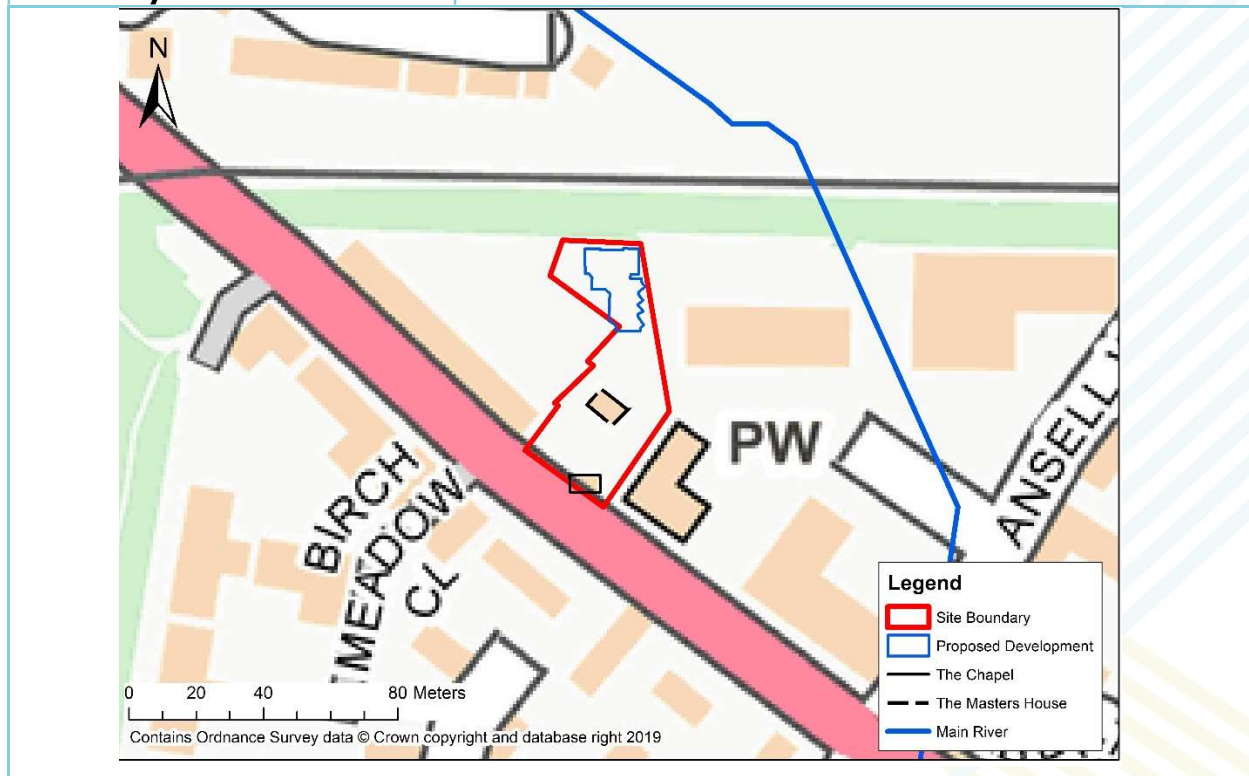 N
PW
BIRCH
MEADOW
CL
ANSELL
Legend
Site Boundary
Proposed Development
The Chapel
The Masters House
Main River
0 20 40 80 Meters
Contains Ordnance Survey data © Crown copyright and database right 2019